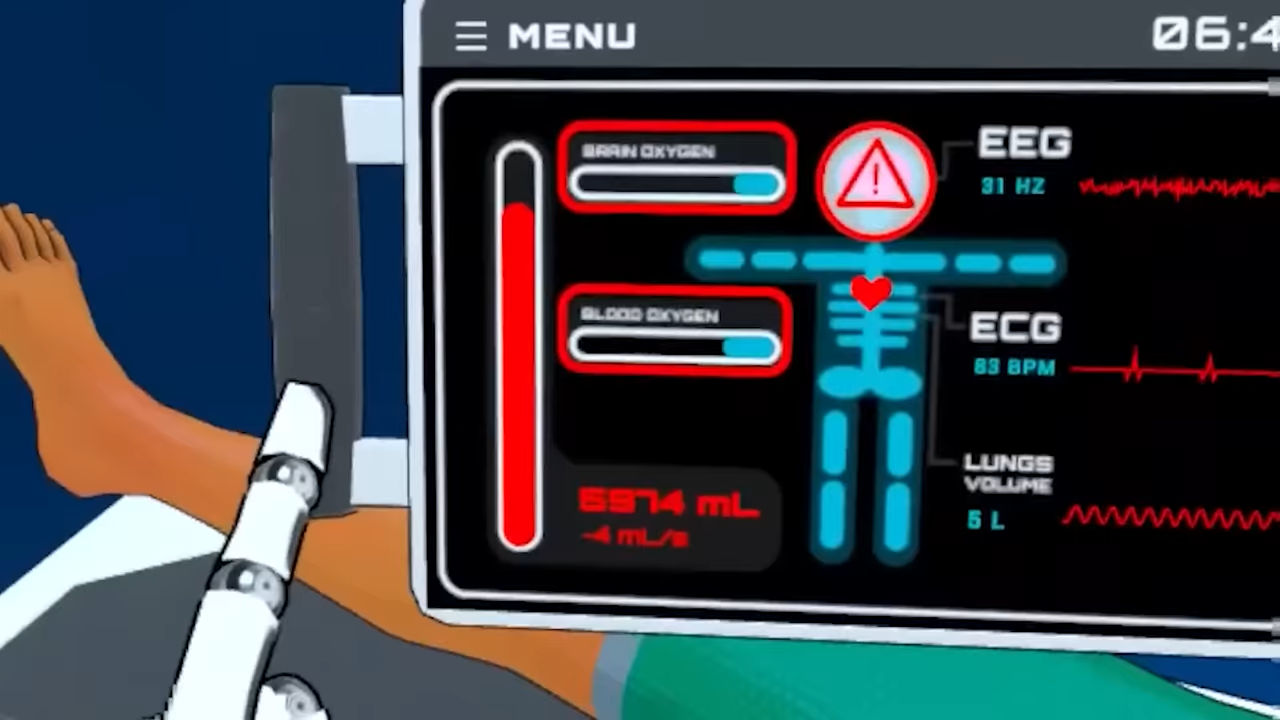 MENU
06:4
BRAIN OXYGEN
EEG
31 HZ
BLOOD OXYGEN
ECG
83 BPM
LUNGS
VOLUME
5 L
mL
-4 mL/s